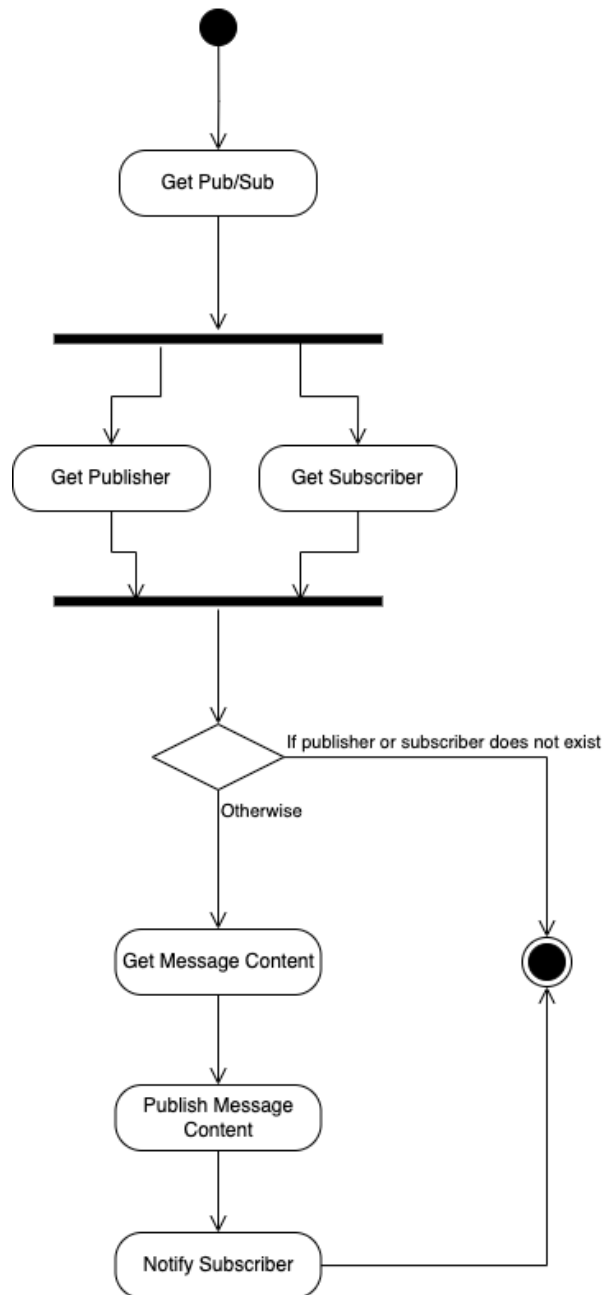 Get Pub/Sub
Get Publisher
Get Subscriber
If publisher or subscriber does not exist
Otherwise
Get Message Content
Publish Message
Content
Notify Subscriber